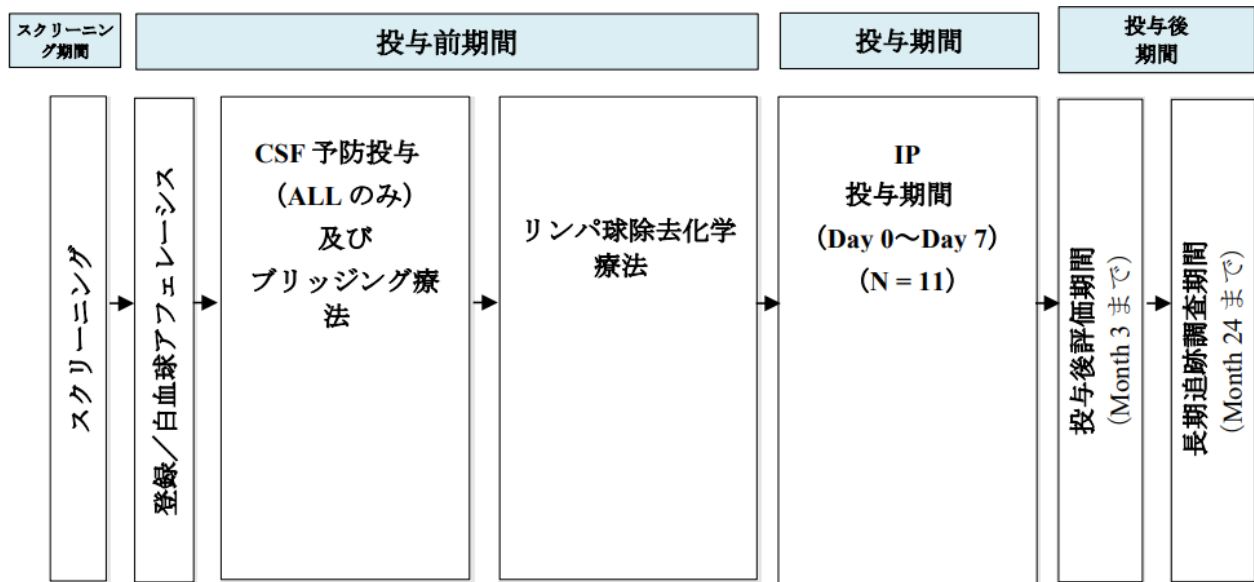 スクリーニン
グ期間
投与前期間
投与期間
投与後
期間
スクリーニング
登録／白血球アフェレーシス
CSF 予防投与
（ALL のみ）
及び
ブリッジング療
法
リンパ球除去化学
療法
IP
投与期間
（Day 0～Day 7）
（N = 11）
投与後評価期間
（Month 3 まで）
長期追跡調査期間
（Month 24 まで）